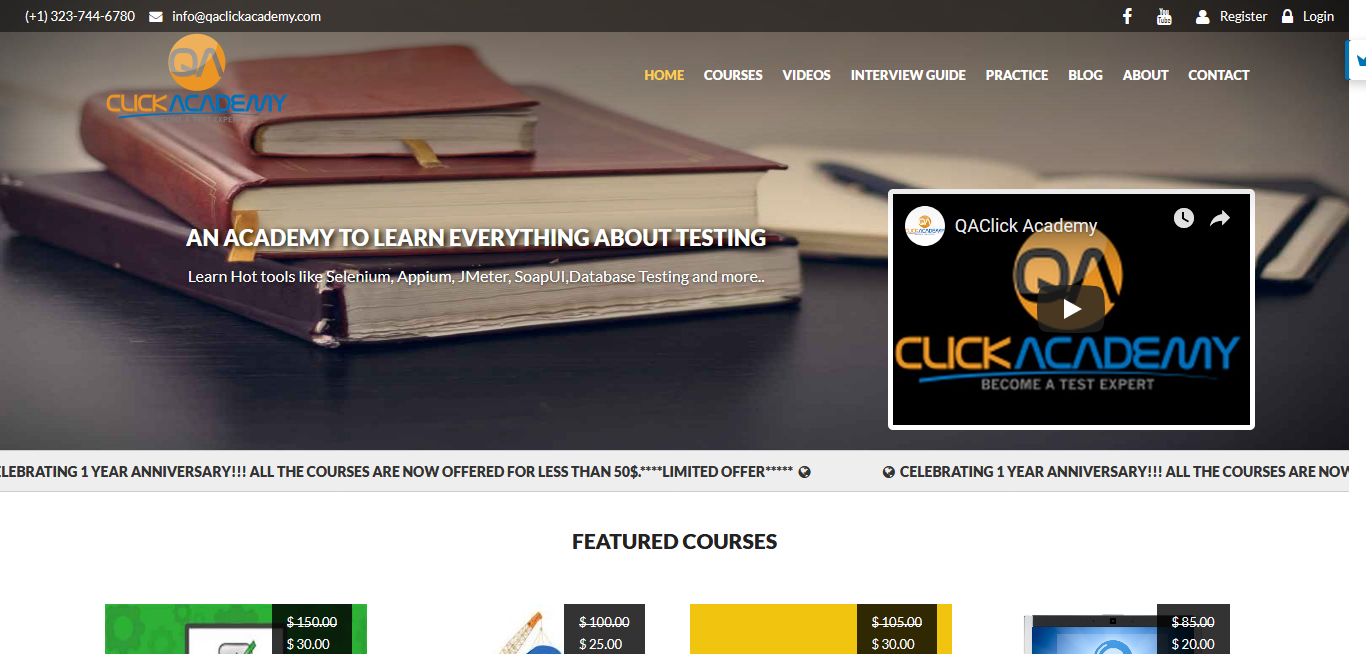 (+1) 323-744-6780 info@qaclickacademy.com You Tube Register Login
QA
CLICKACADEMY
HOME COURSES VIDEOS INTERVIEW GUIDE PRACTICE BLOG ABOUT CONTACT
AN ACADEMY TO LEARN EVERYTHING ABOUT TESTING
Learn Hot tools like Selenium, Appium, JMeter, SoapUI,Database Testing and more..
QAClick Academy
QA
CLICKACADEMY
BECOME A TEST EXPERT
ELEBRATING 1 YEAR ANNIVERSARY!!! ALL THE COURSES ARE NOW OFFERED FOR LESS THAN 50$.****LIMITED OFFER***** CELEBRATING 1 YEAR ANNIVERSARY!!! ALL THE COURSES ARE NOW
FEATURED COURSES
$ 150.00 $ 100.00 $ 105.00 $ 85.00
$ 30.00 $ 25.00 $ 30.00 $ 20.00